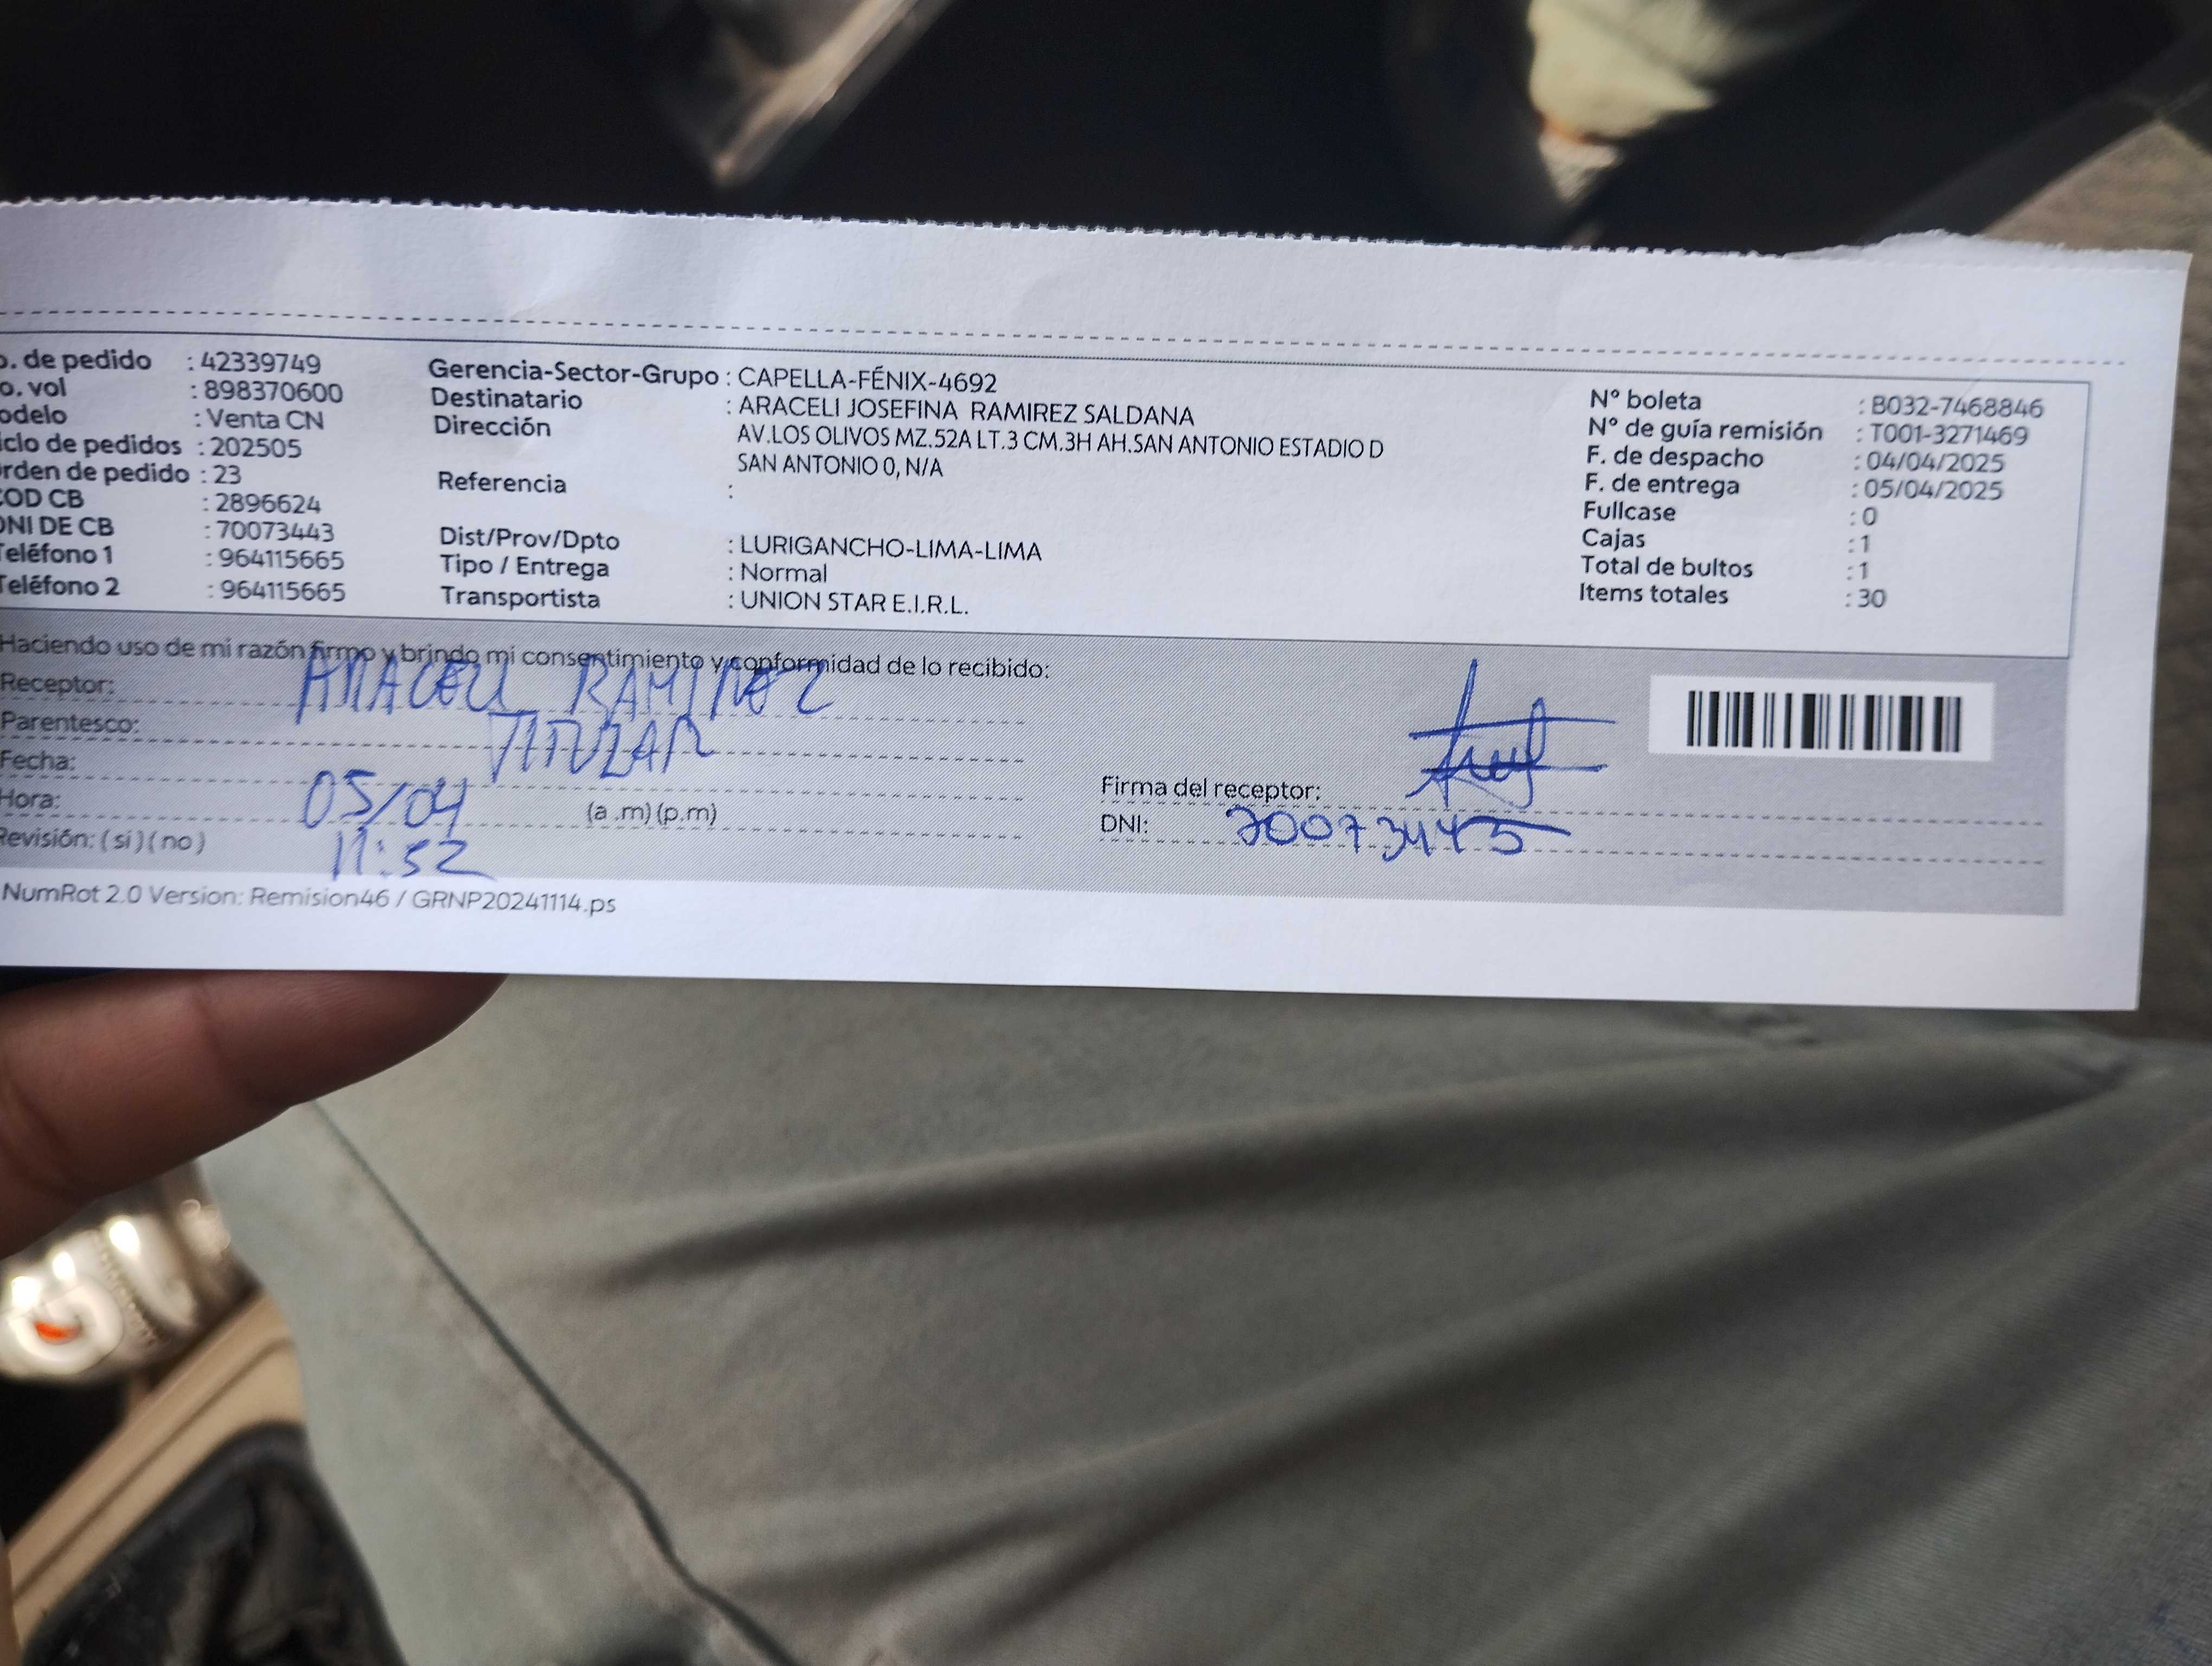 o. de pedido : 42339749
o. vol : 898370600
odelo : Venta CN
iclo de pedidos : 202505
rden de pedido : 23
COD CB : 2896624
DNI DE CB : 70073443
Teléfono 1 : 964115665
Teléfono 2 : 964115665
Gerencia-Sector-Grupo : CAPELLA-FÉNIX-4692
Destinatario : ARACELI JOSEFINA RAMIREZ SALDANA
Dirección AV.LOS OLIVOS MZ.52A LT.3 CM.3H AH.SAN ANTONIO ESTADIO D
SAN ANTONIO 0, N/A
Referencia :
Dist/Prov/Dpto : LURIGANCHO-LIMA-LIMA
Tipo / Entrega : Normal
Transportista : UNION STAR E.I.R.L.
N° boleta : B032-7468846
N° de guía remisión : T001-3271469
F. de despacho : 04/04/2025
F. de entrega : 05/04/2025
Fullcase : 0
Cajas : 1
Total de bultos : 1
Items totales : 30
Haciendo uso de mi razón firmo y brindo mi consentimiento y conformidad de lo recibido:
Receptor: ARACELI RAMIREZ
Parentesco: TITULAR
Fecha: 05/04
Hora: 11:52 (a .m) (p.m)
Revisión: ( si ) ( no )
Firma del receptor:
DNI: 70073443
NumRot 2.0 Version: Remision46 / GRNP20241114.ps